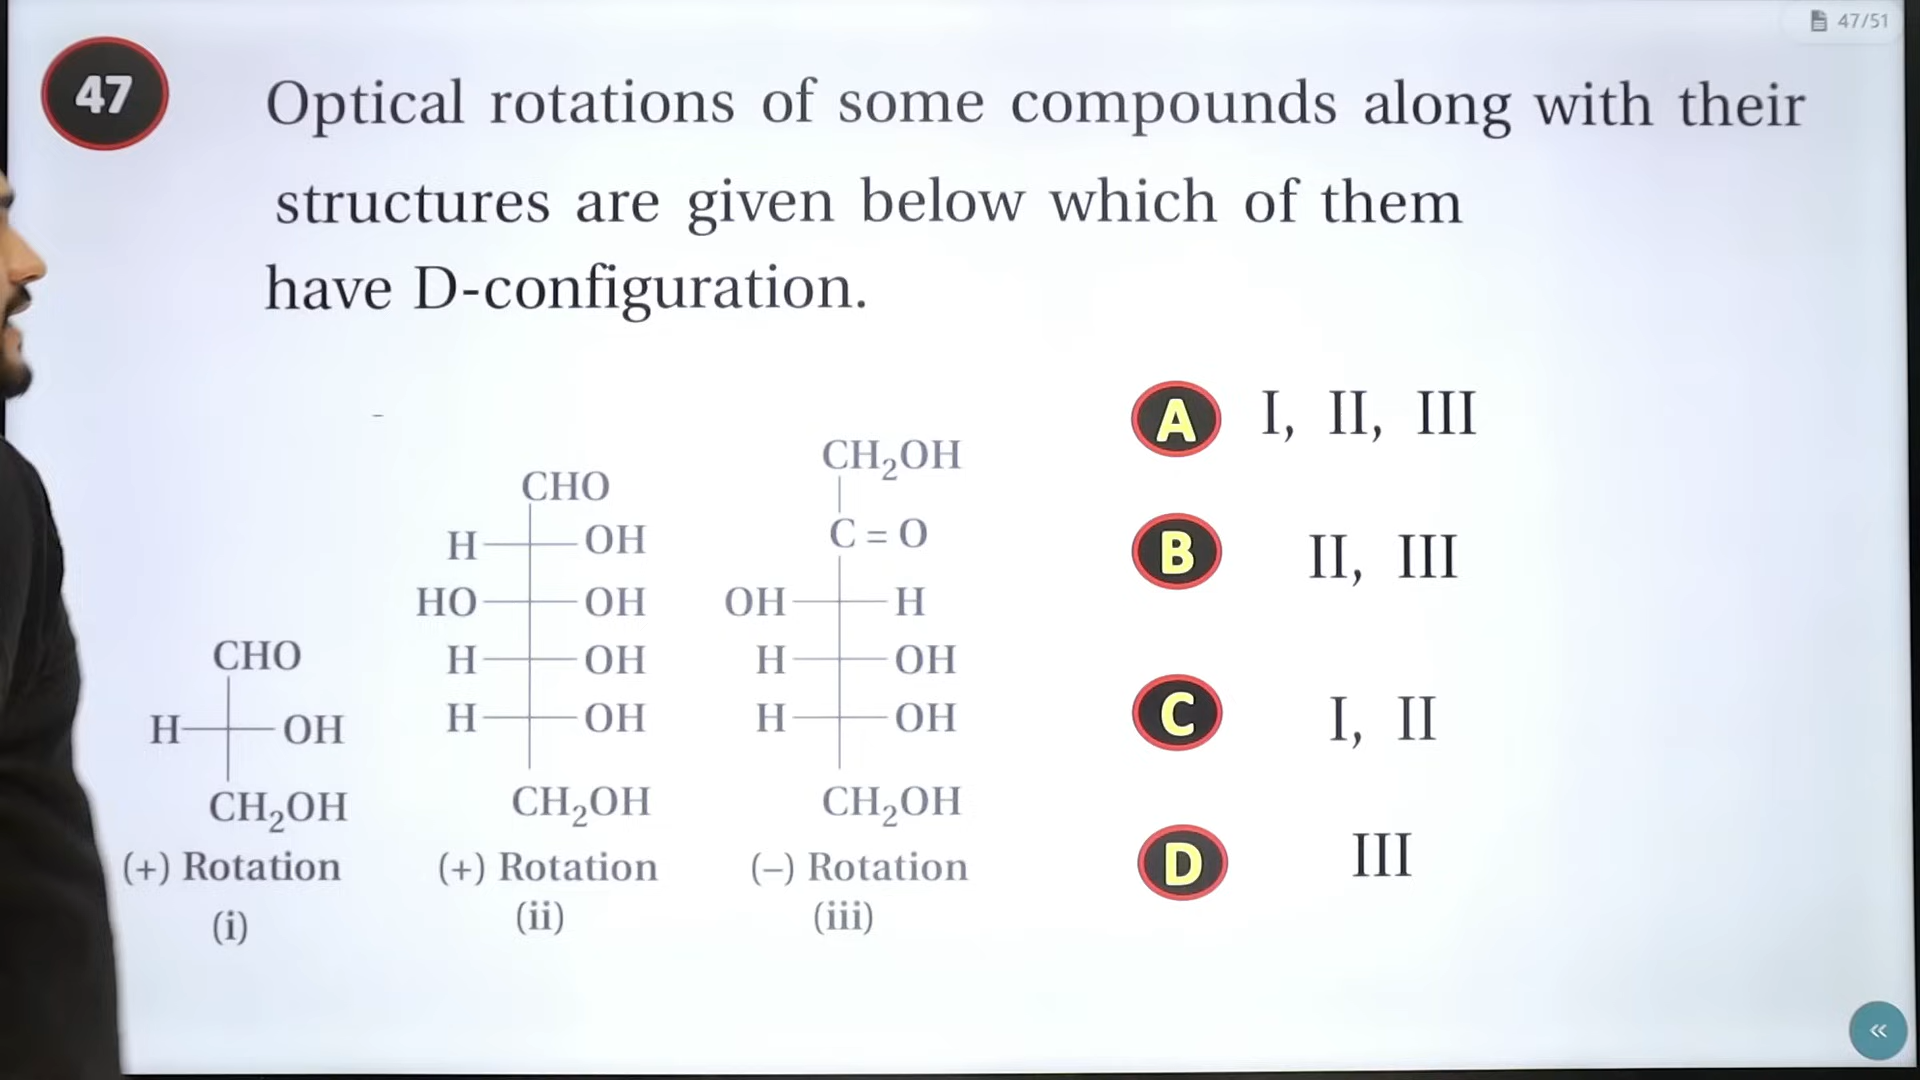 47/51
47
Optical rotations of some compounds along with their
structures are given below which of them
have D-configuration.
CHO
H OH
CH₂OH
(+) Rotation
(i)
CHO
H OH
HO OH
H OH
H OH
CH₂OH
(+) Rotation
(ii)
CH₂OH
C = O
OH H
H OH
H OH
CH₂OH
(–) Rotation
(iii)
A I, II, III
B II, III
C I, II
D III